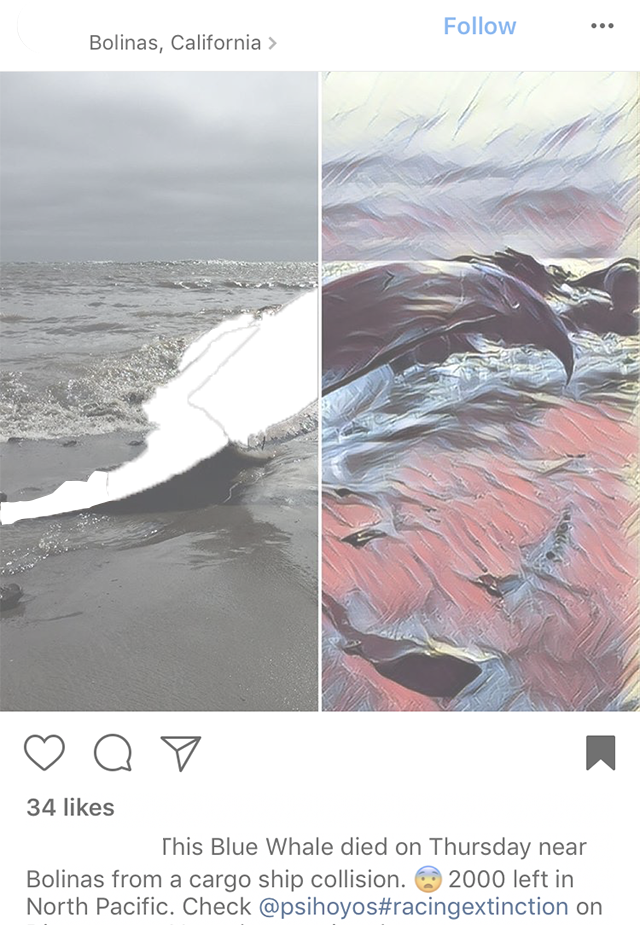 Follow
Bolinas, California
34 likes
This Blue Whale died on Thursday near
Bolinas from a cargo ship collision. 😨 2000 left in
North Pacific. Check @psihoyos#racingextinction on